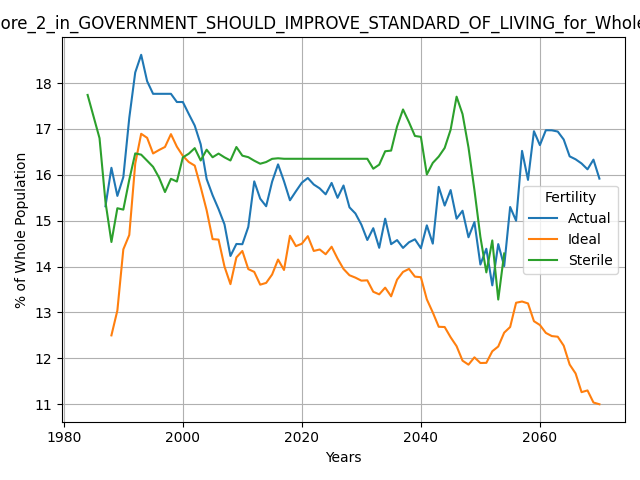 ore_2_in_GOVERNMENT_SHOULD_IMPROVE_STANDARD_OF_LIVING_for_Whole
% of Whole Population
18
17
16
15
14
13
12
11
Fertility
Actual
Ideal
Sterile
1980 2000 2020 2040 2060
Years